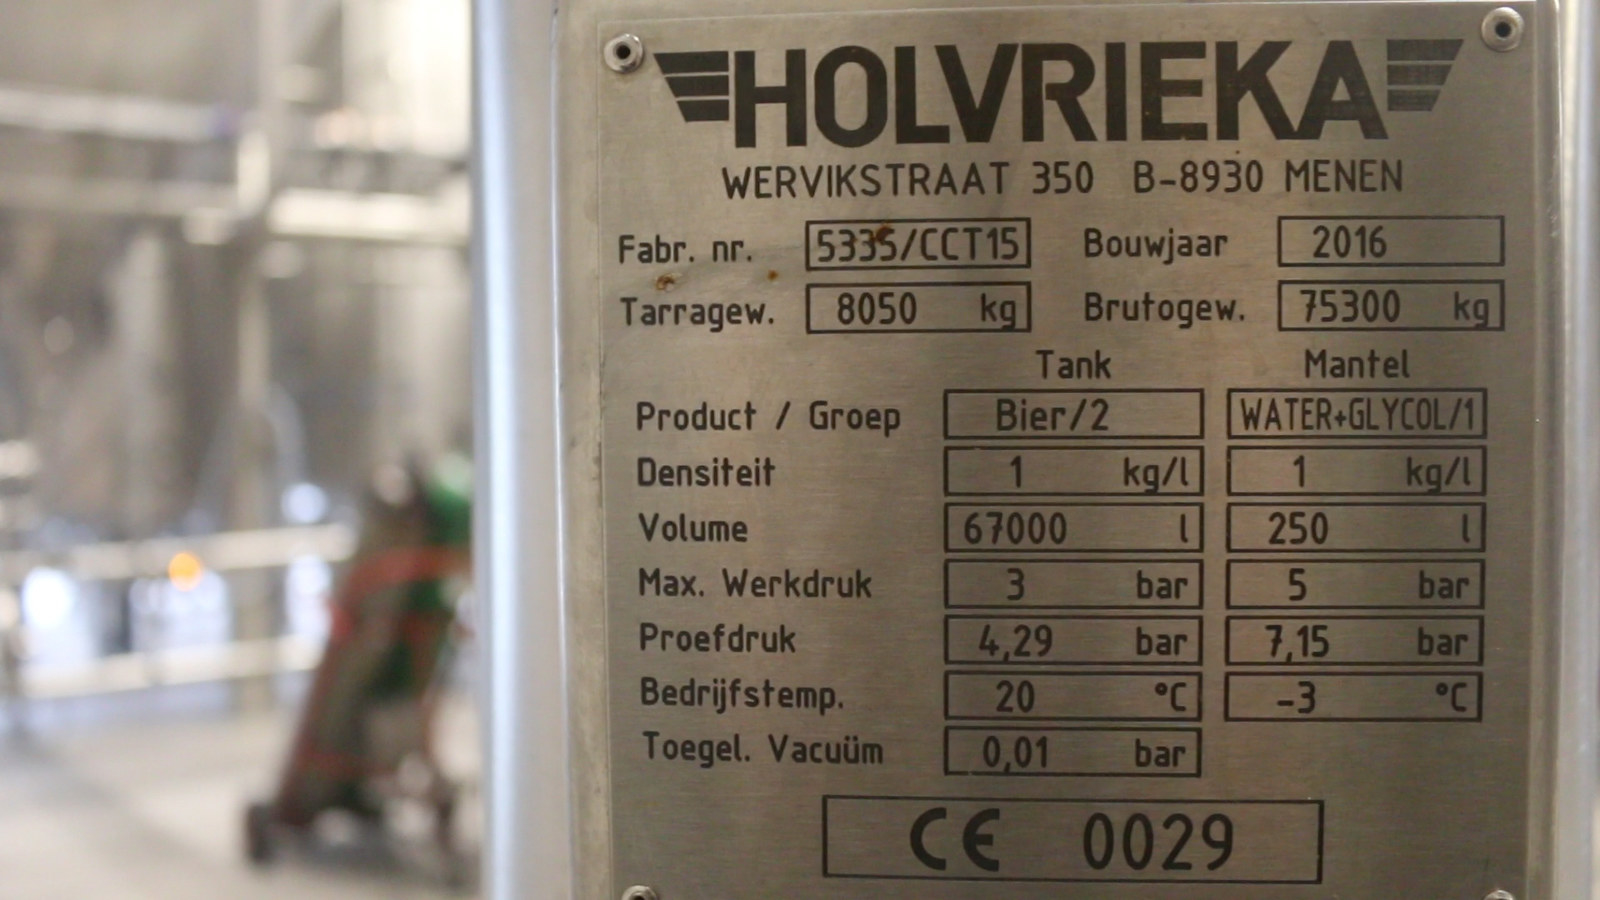 HOLVRIEKA
WERVIKSTRAAT 350 B-8930 MENEN
Fabr. nr. 5335/CCT15 Bouwjaar 2016
Tarragew. 8050 kg Brutogew. 75300 kg
Tank Mantel
Product / Groep Bier/2 WATER+GLYCOL/1
Densiteit 1 kg/l 1 kg/l
Volume 67000 l 250 l
Max. Werkdruk 3 bar 5 bar
Proefdruk 4,29 bar 7,15 bar
Bedrijfstemp. 20 °C -3 °C
Toegel. Vacuüm 0,01 bar
CE 0029